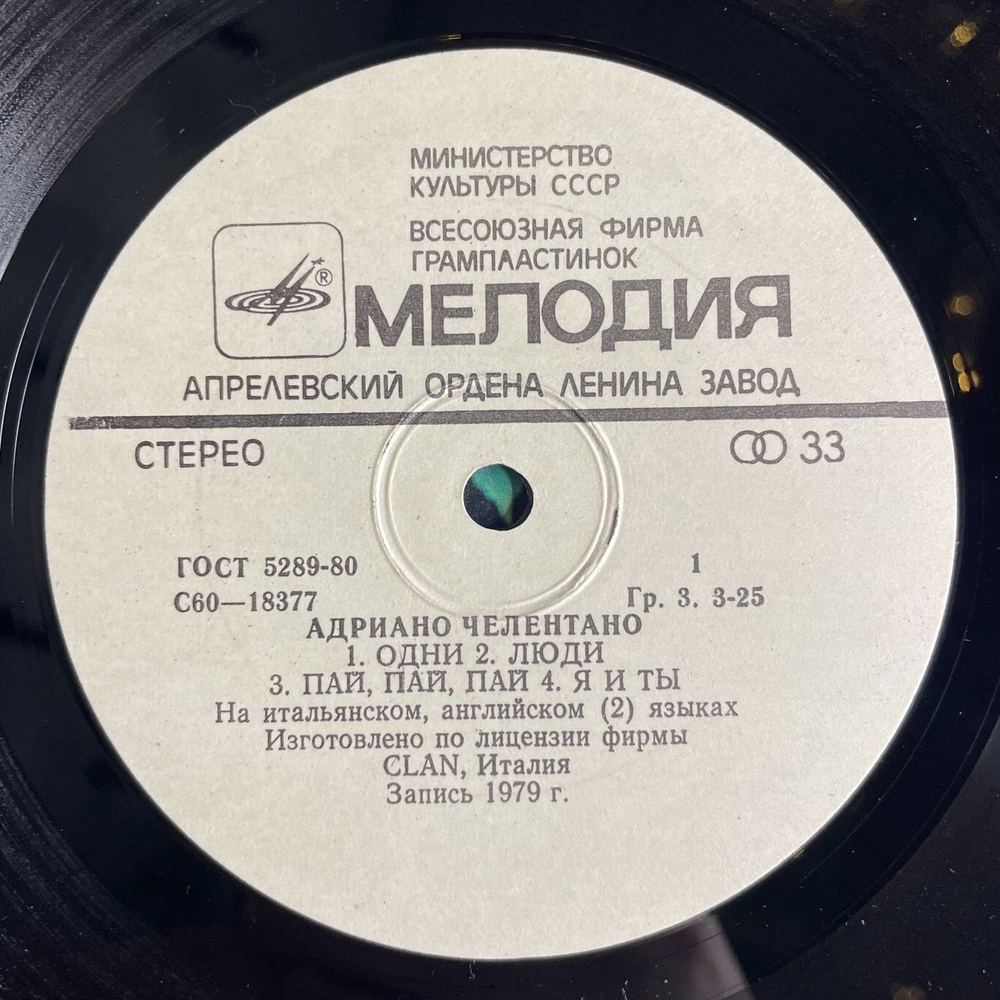 МИНИСТЕРСТВО
КУЛЬТУРЫ СССР
ВСЕСОЮЗНАЯ ФИРМА
ГРАМПЛАСТИНОК
®
МЕЛОДИЯ
АПРЕЛЕВСКИЙ ОРДЕНА ЛЕНИНА ЗАВОД
СТЕРЕО
33
ГОСТ 5289-80
1
С60—18377
Гр. 3. 3-25
АДРИАНО ЧЕЛЕНТАНО
1. ОДНИ 2. ЛЮДИ
3. ПАЙ, ПАЙ, ПАЙ 4. Я И ТЫ
На итальянском, английском (2) языках
Изготовлено по лицензии фирмы
CLAN, Италия
Запись 1979 г.